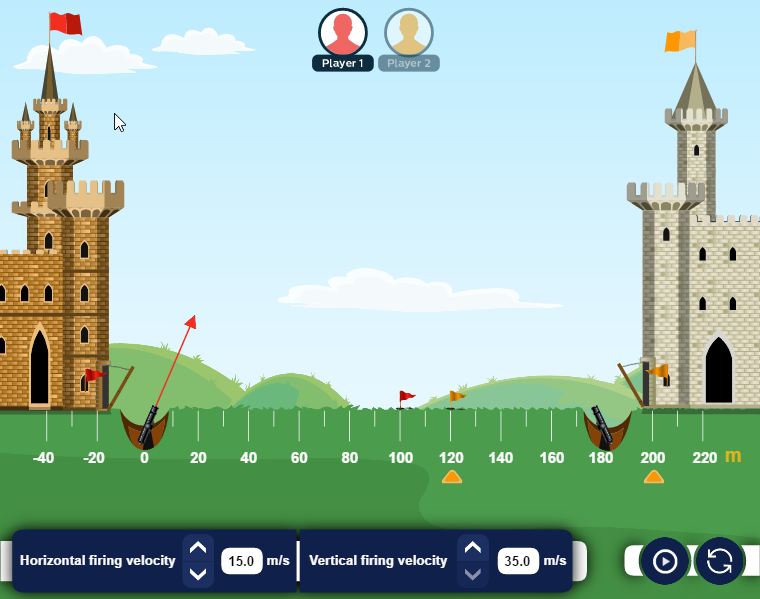 Player 1 Player 2
-40 -20 0 20 40 60 80 100 120 140 160 180 200 220 m
Horizontal firing velocity 15.0 m/s Vertical firing velocity 35.0 m/s